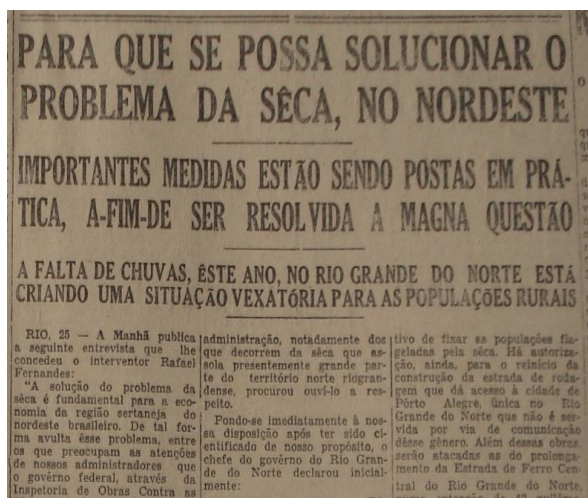 PARA QUE SE POSSA SOLUCIONAR O
PROBLEMA DA SÊCA, NO NORDESTE
IMPORTANTES MEDIDAS ESTÃO SENDO POSTAS EM PRÁ-
TICA, A-FIM-DE SER RESOLVIDA A MAGNA QUESTÃO
A FALTA DE CHUVAS, ÊSTE ANO, NO RIO GRANDE DO NORTE ESTÁ
CRIANDO UMA SITUAÇÃO VEXATÓRIA PARA AS POPULAÇÕES RURAIS
RIO, 25 — A Manhã publica
a seguinte entrevista que lhe
concedeu o interventor Rafael
Fernandes:
"A solução do problema da
sêca é fundamental para a eco-
nomia da região sertaneja do
nordeste brasileiro. De tal for-
ma avulta êsse problema, entre
os que preocupam as atenções
de nossos administradores que
o governo federal, através da
Inspetoria de Obras Contra as
administração, notadamente dos
que decorrem da sêca que as-
sola presentemente grande par-
te do território norte riogran-
dense, procurou ouví-lo a res-
peito.
Pondo-se imediatamente à nos-
sa disposição após ter sido ci-
entificado de nosso propósito, o
chefe do govêrno do Rio Gran-
de do Norte declarou inicial-
mente:
tivo de fixar as populações fla-
geladas pela sêca. Há autoriza-
ção, ainda, para o reinício da
construção da estrada de roda-
gem que dá acesso à cidade de
Pôrto Alegre, única no Rio
Grande do Norte que não é ser-
vida por via de comunicação
dêsse gênero. Além dessas obras
serão atacadas as do prolonga-
mento da Estrada de Ferro Cen-
tral do Rio Grande do Norte